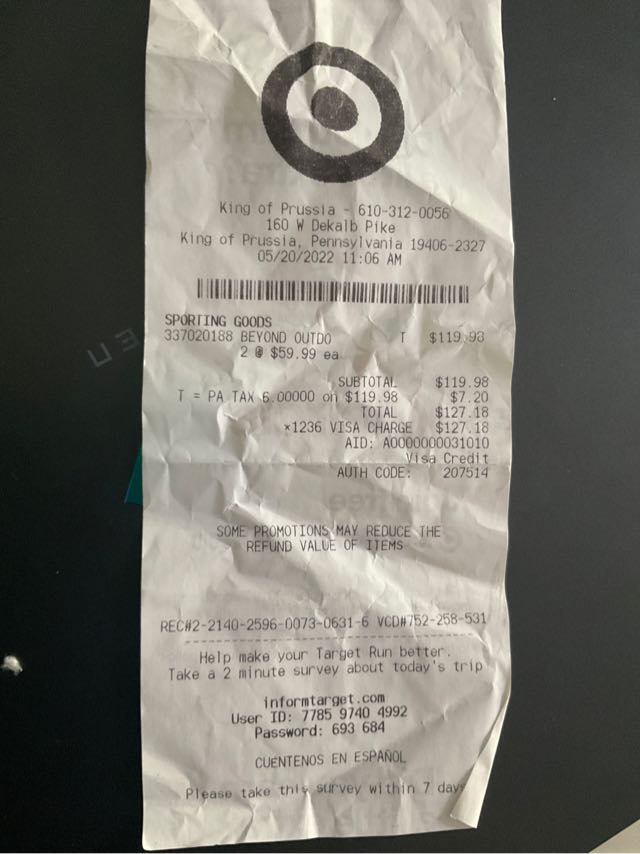 King of Prussia - 610-312-0056
160 W Dekalb Pike
King of Prussia, Pennsylvania 19406-2327
05/20/2022 11:06 AM
SPORTING GOODS
337020188 BEYOND OUTDO T $119.98
2 @ $59.99 ea
SUBTOTAL $119.98
T = PA TAX 6.00000 on $119.98 $7.20
TOTAL $127.18
*1236 VISA CHARGE $127.18
AID: A0000000031010
Visa Credit
AUTH CODE: 207514
SOME PROMOTIONS MAY REDUCE THE
REFUND VALUE OF ITEMS
REC#2-2140-2596-0073-0631-6 VCD#752-258-531
Help make your Target Run better.
Take a 2 minute survey about today's trip
informtarget.com
User ID: 7785 9740 4992
Password: 693 684
CUENTENOS EN ESPAÑOL
Please take this survey within 7 days